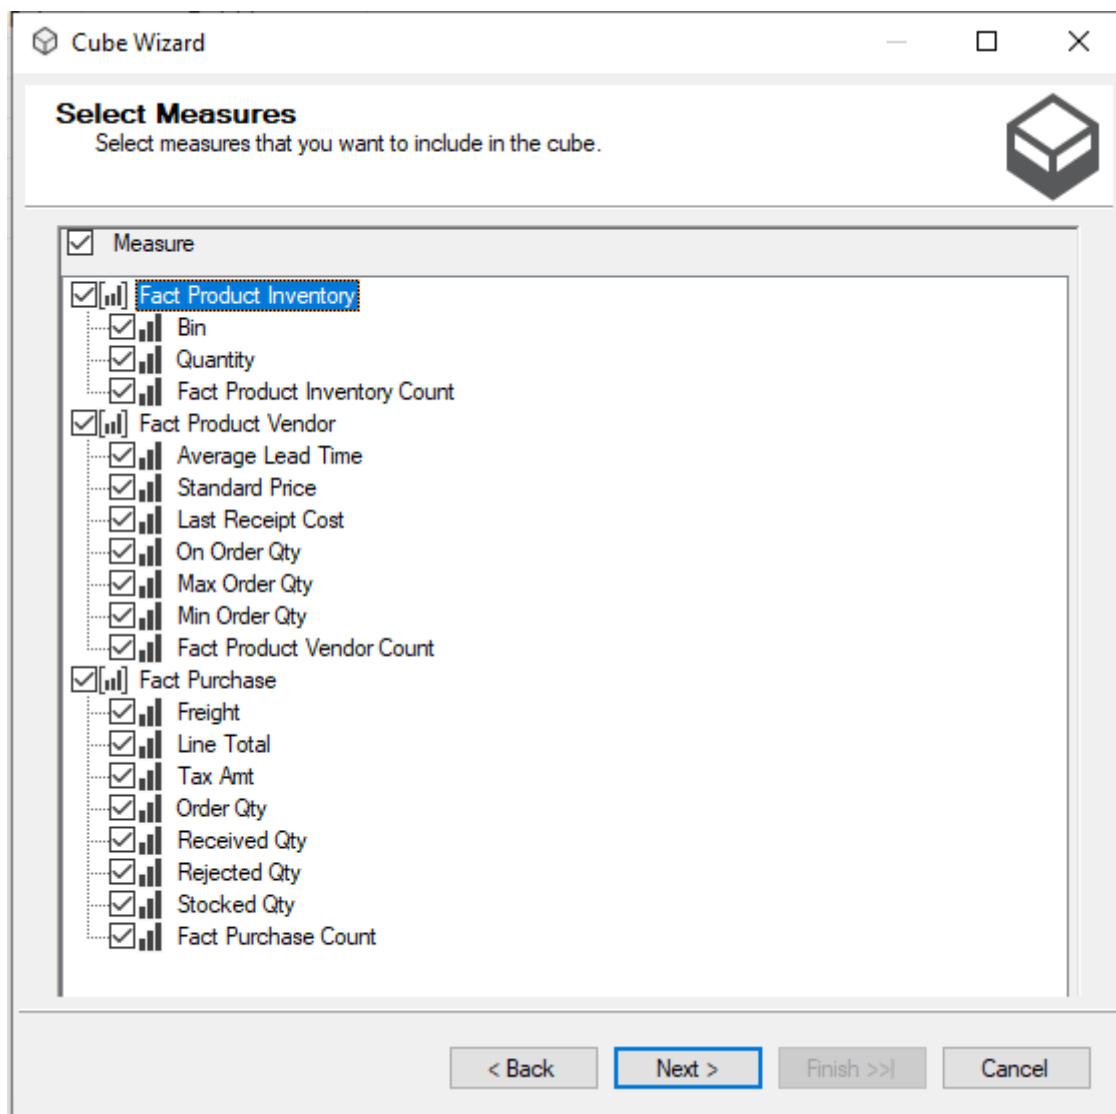 Cube Wizard
Select Measures
Select measures that you want to include in the cube.
Measure
Fact Product Inventory
Bin
Quantity
Fact Product Inventory Count
Fact Product Vendor
Average Lead Time
Standard Price
Last Receipt Cost
On Order Qty
Max Order Qty
Min Order Qty
Fact Product Vendor Count
Fact Purchase
Freight
Line Total
Tax Amt
Order Qty
Received Qty
Rejected Qty
Stocked Qty
Fact Purchase Count
< Back Next > Finish >>| Cancel